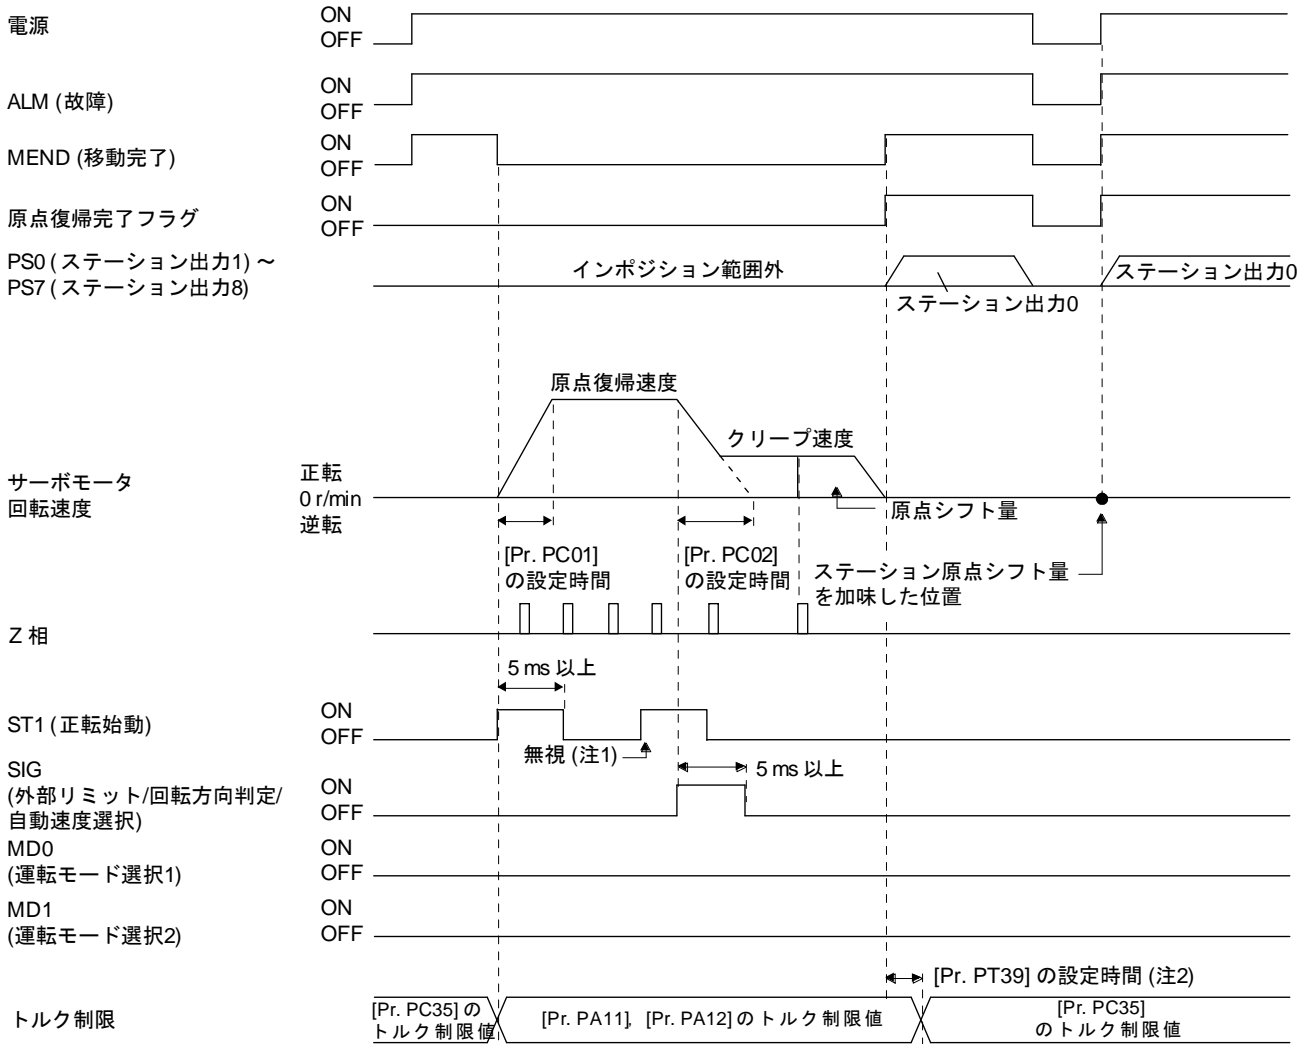 電源
ON
OFF
ALM (故障)
ON
OFF
MEND (移動完了)
ON
OFF
原点復帰完了フラグ
ON
OFF
PS0 (ステーション出力1) ～
PS7 (ステーション出力8)
インポジション範囲外
ステーション出力0
ステーション出力0
原点復帰速度
クリープ速度
サーボモータ
回転速度
正転
0 r/min
逆転
原点シフト量
[Pr. PC01]
の設定時間
[Pr. PC02]
の設定時間
ステーション原点シフト量
を加味した位置
Z 相
5 ms 以上
ST1 (正転始動)
ON
OFF
無視 (注1)
SIG
(外部リミット/回転方向判定/
自動速度選択)
ON
OFF
5 ms 以上
MD0
(運転モード選択1)
ON
OFF
MD1
(運転モード選択2)
ON
OFF
[Pr. PT39] の設定時間 (注2)
トルク制限
[Pr. PC35] の
トルク制限値
[Pr. PA11], [Pr. PA12] のトルク制限値
[Pr. PC35]
のトルク制限値